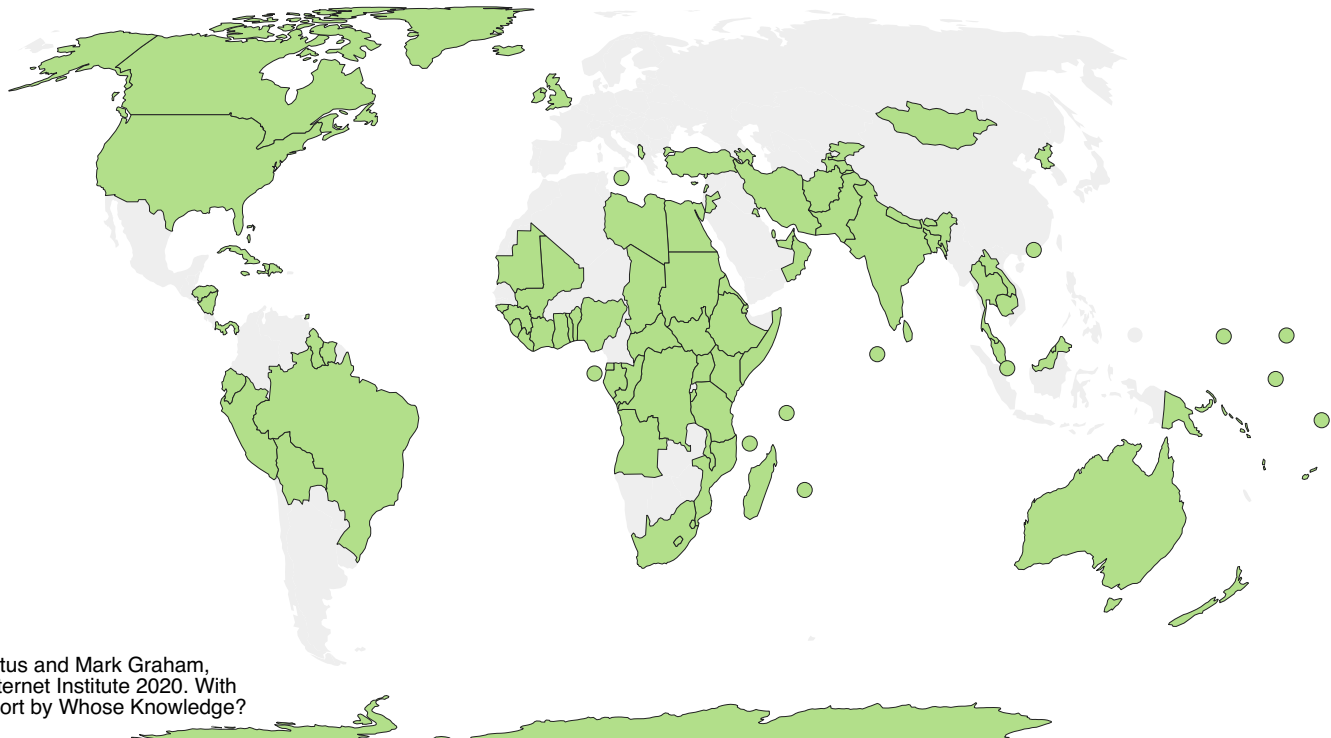 tus and Mark Graham,
ternet Institute 2020. With
ort by Whose Knowledge?